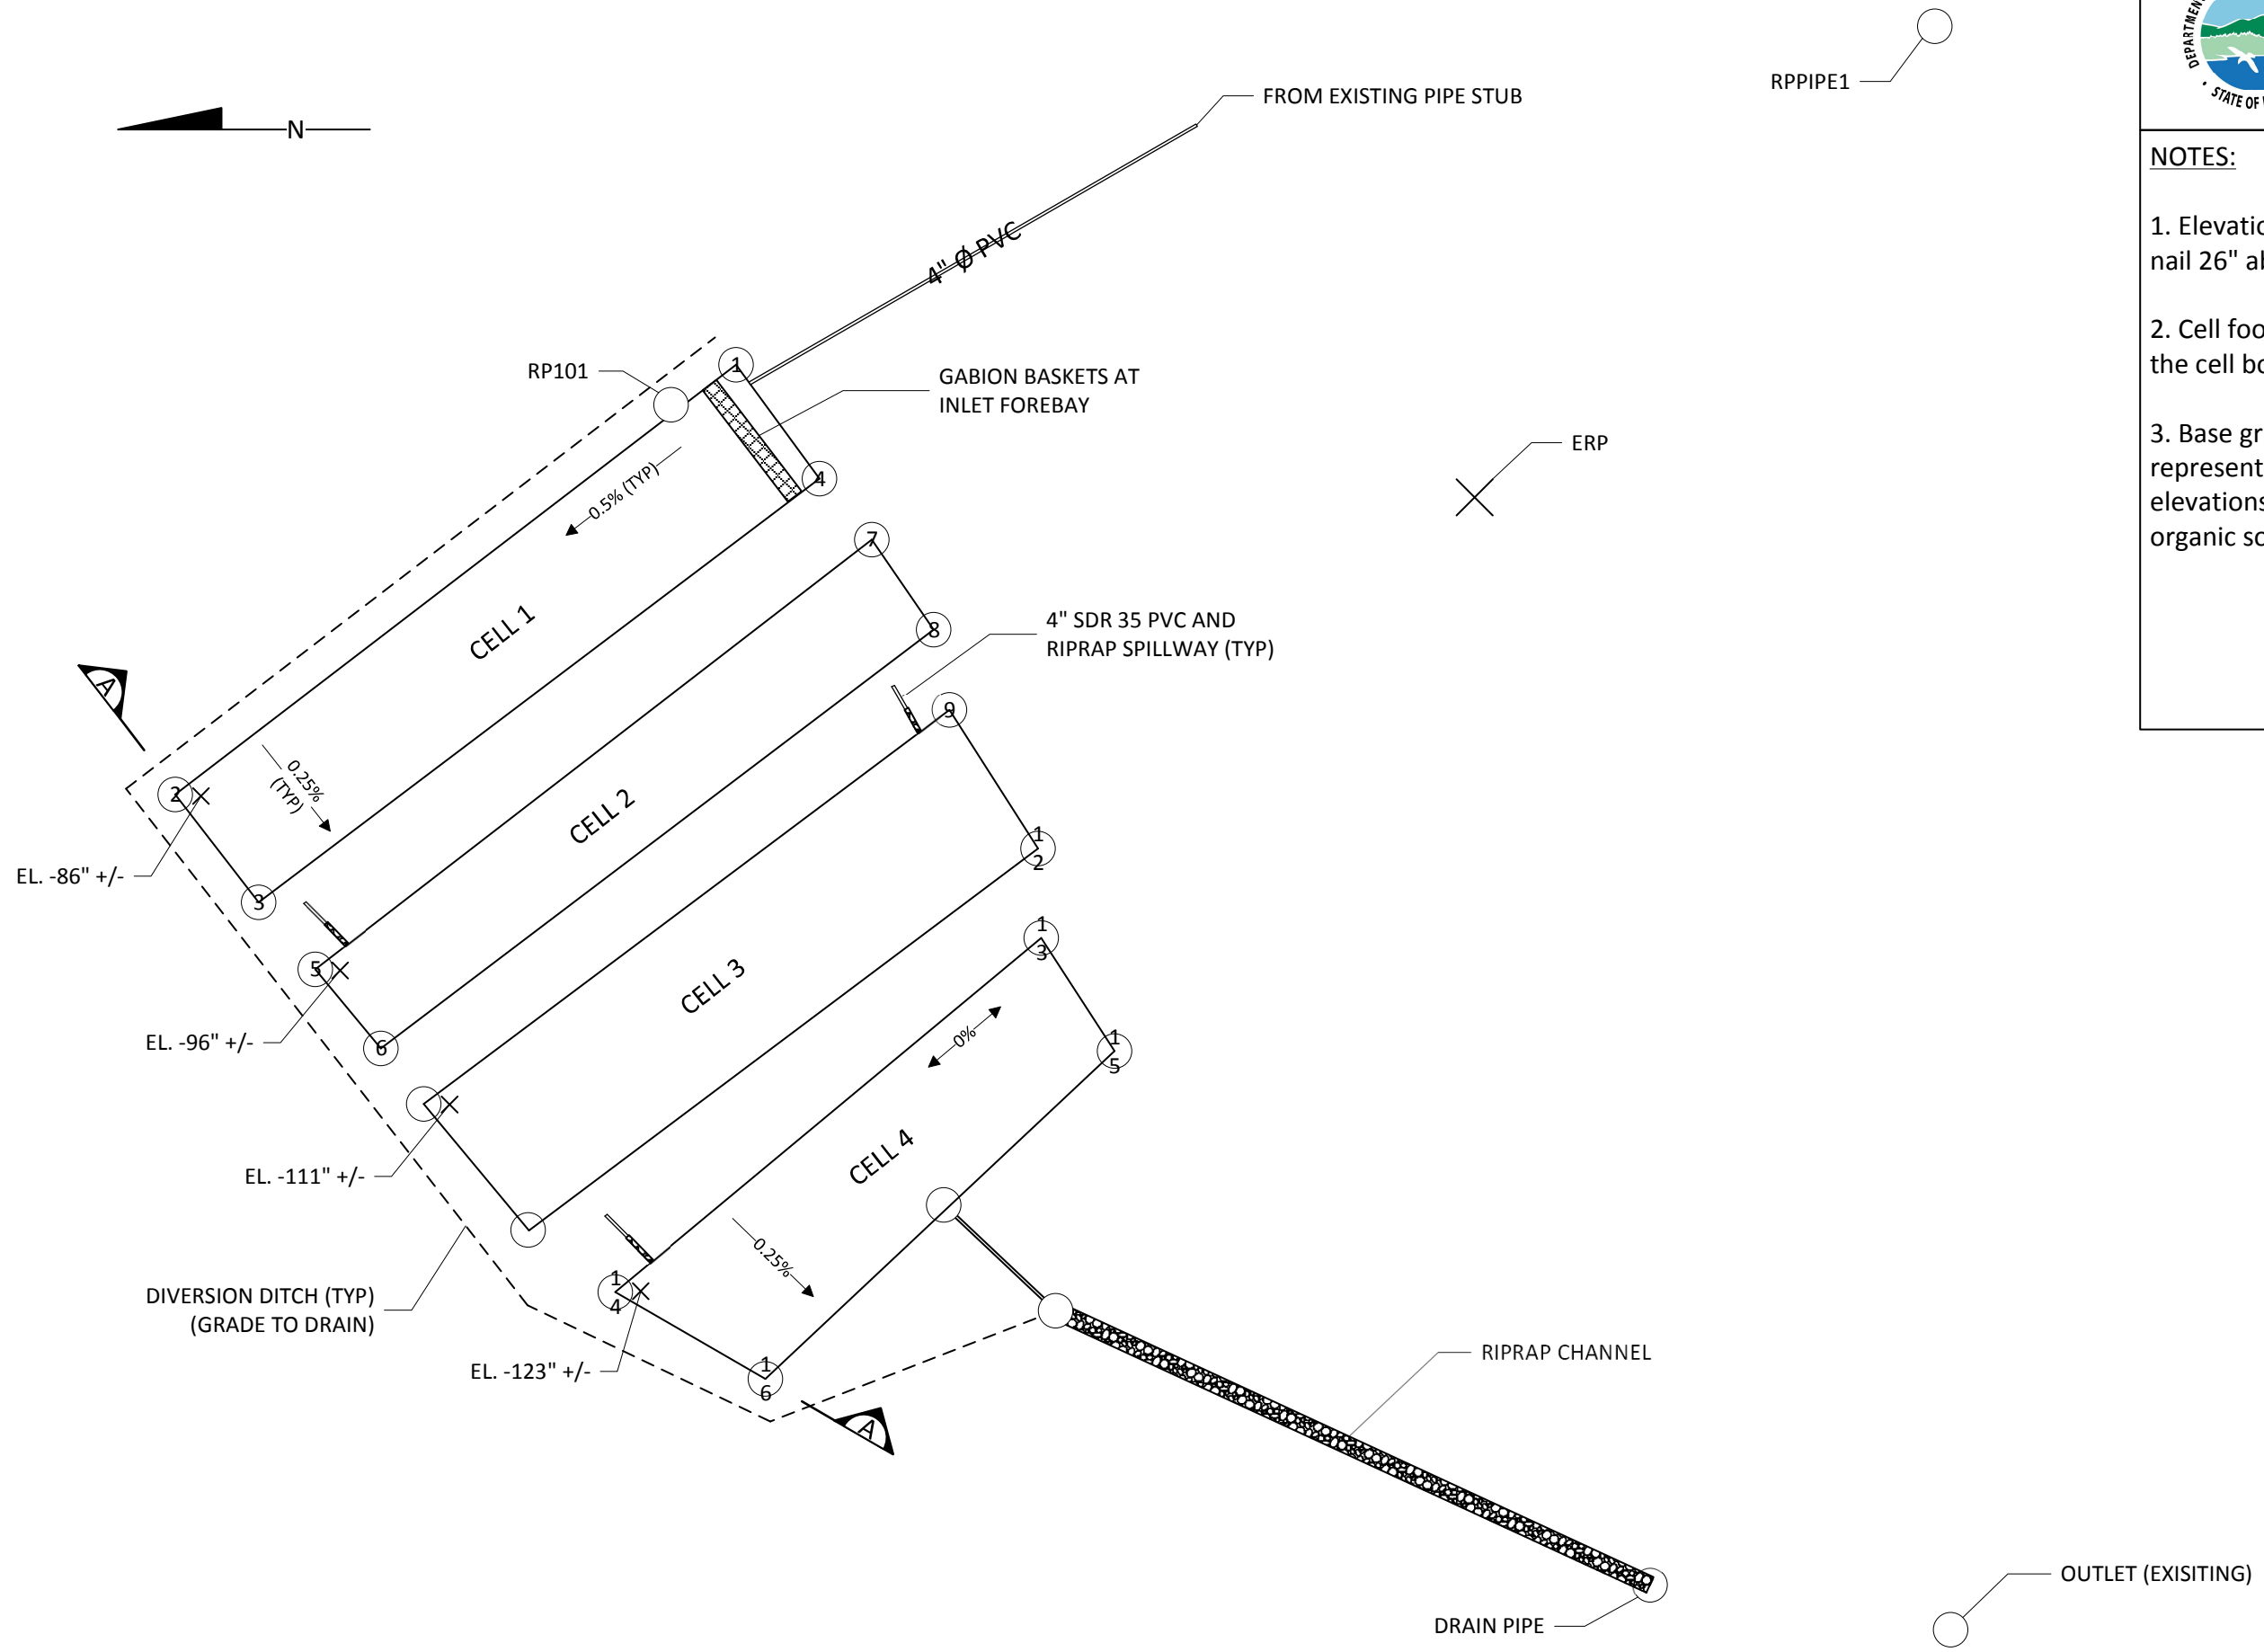 DEPARTMEN
STATE OF
RPPIPE1
FROM EXISTING PIPE STUB
N
NOTES:
1. Elevatio
nail 26" ab
2. Cell foo
the cell bo
3. Base gr
represent
elevations
organic so
4" Ø PVC
RP101
1
GABION BASKETS AT
INLET FOREBAY
ERP
4
0.5% (TYP)
7
CELL 1
8
4" SDR 35 PVC AND
RIPRAP SPILLWAY (TYP)
A
9
2
0.25%
(TYP)
CELL 2
1
2
EL. -86" +/-
3
1
3
5
CELL 3
EL. -96" +/-
6
0%
1
5
EL. -111" +/-
CELL 4
0.25%
DIVERSION DITCH (TYP)
(GRADE TO DRAIN)
1
4
EL. -123" +/-
1
6
RIPRAP CHANNEL
A
OUTLET (EXISITING)
DRAIN PIPE